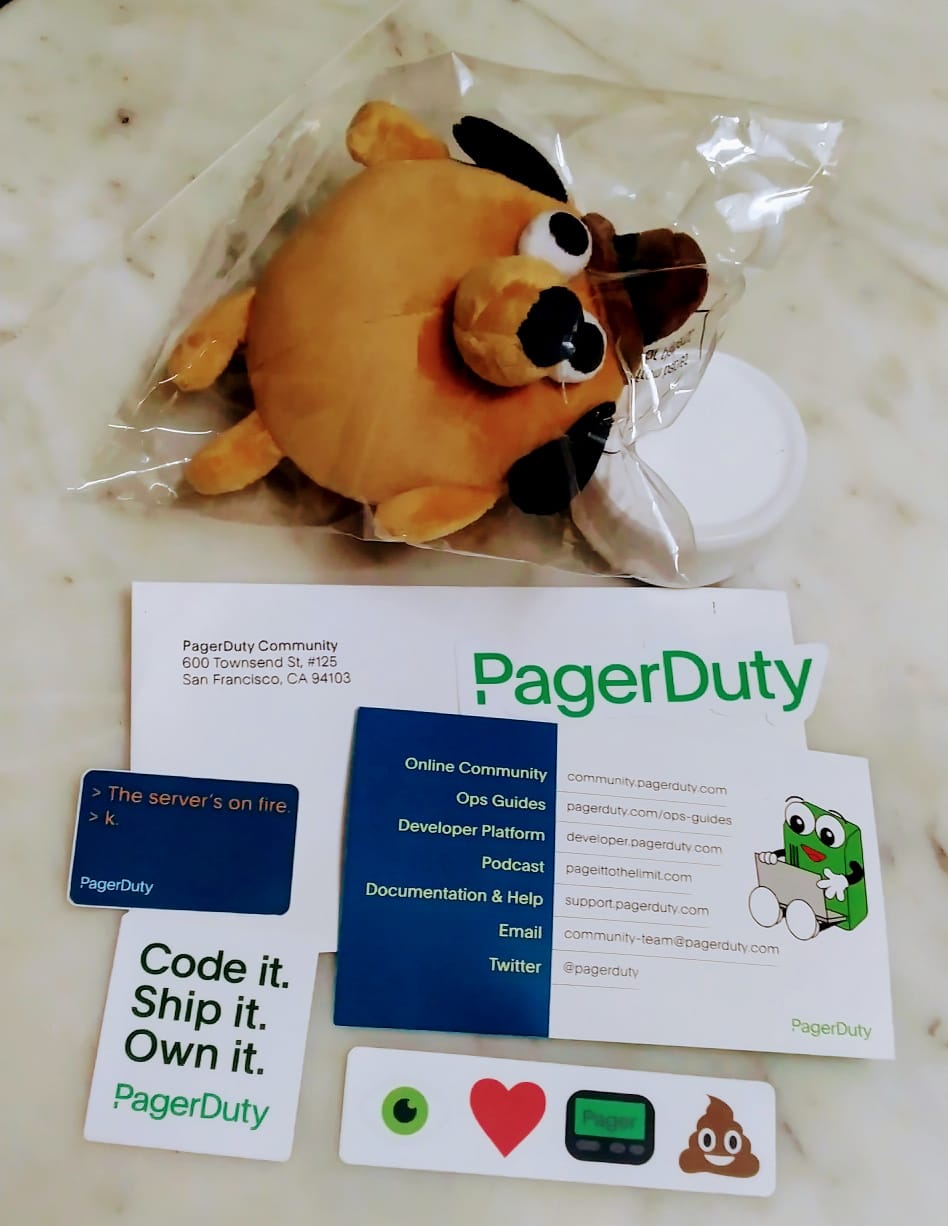 PagerDuty Community
600 Townsend St, #125
San Francisco, CA 94103
PagerDuty
> The server's on fire.
> k.
PagerDuty
Online Community community.pagerduty.com
Ops Guides pagerduty.com/ops-guides
Developer Platform developer.pagerduty.com
Podcast pageittothelimit.com
Documentation & Help support.pagerduty.com
Email community-team@pagerduty.com
Twitter @pagerduty
PagerDuty
Code it.
Ship it.
Own it.
PagerDuty
Pager